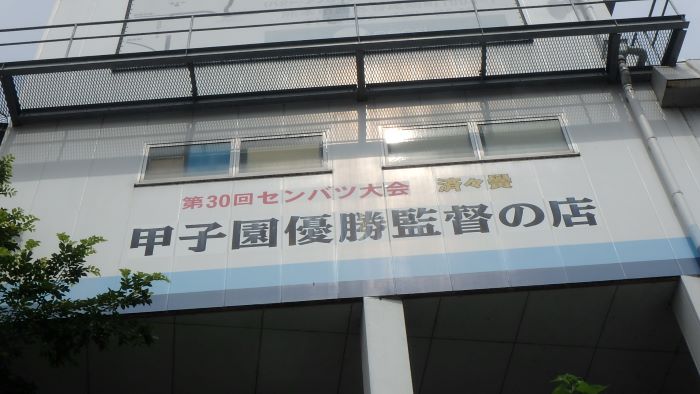 第30回センバツ大会 済々黌
甲子園優勝監督の店